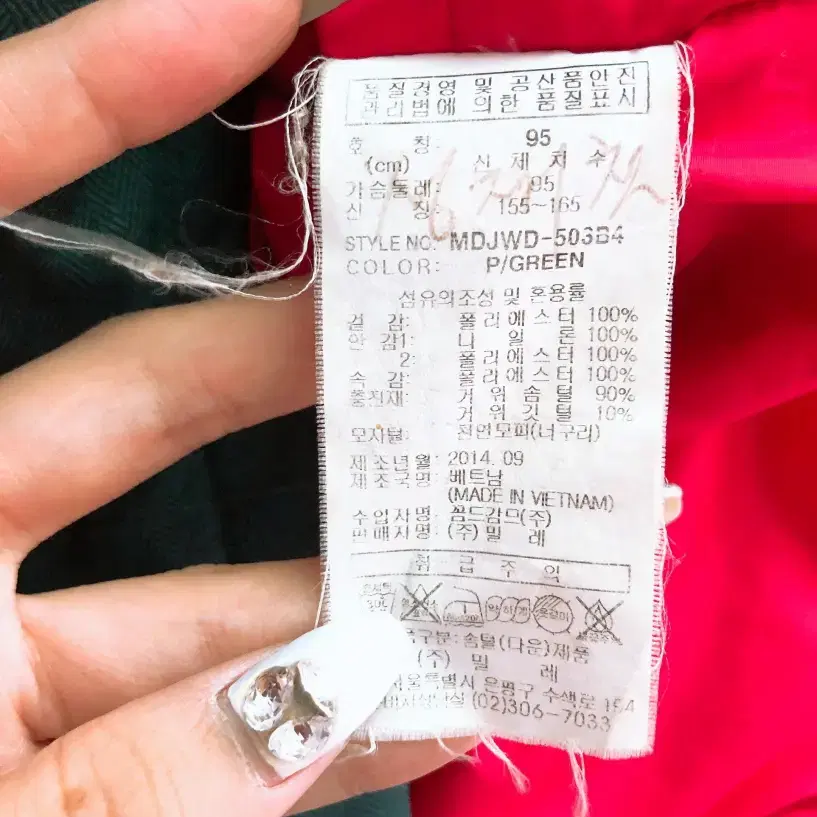 품질경영 및 공산품안전
관리법에 의한 품질표시
호 칭: 95
(cm) 신체치수
가슴둘레: 95
신 장: 155~165
STYLE NO: MDJWD-503B4
COLOR: P/GREEN
섬유의조성 및 혼용률
겉 감: 폴리에스터 100%
안 감1: 나 일 론 100%
2: 폴리에스터 100%
속 감: 폴리에스터 100%
충전재: 거위 솜털 90%
거위 깃털 10%
모자털: 천연모피(너구리)
제조년월: 2014. 09
제조국명: 베트남
(MADE IN VIETNAM)
수입자명: 꼼드감므(주)
판매자명: (주) 밀 레
취 급 주 의
구분: 솜털(다운)제품
(주) 밀 레
서울특별시 은평구 수색로 194
(02)306-7033